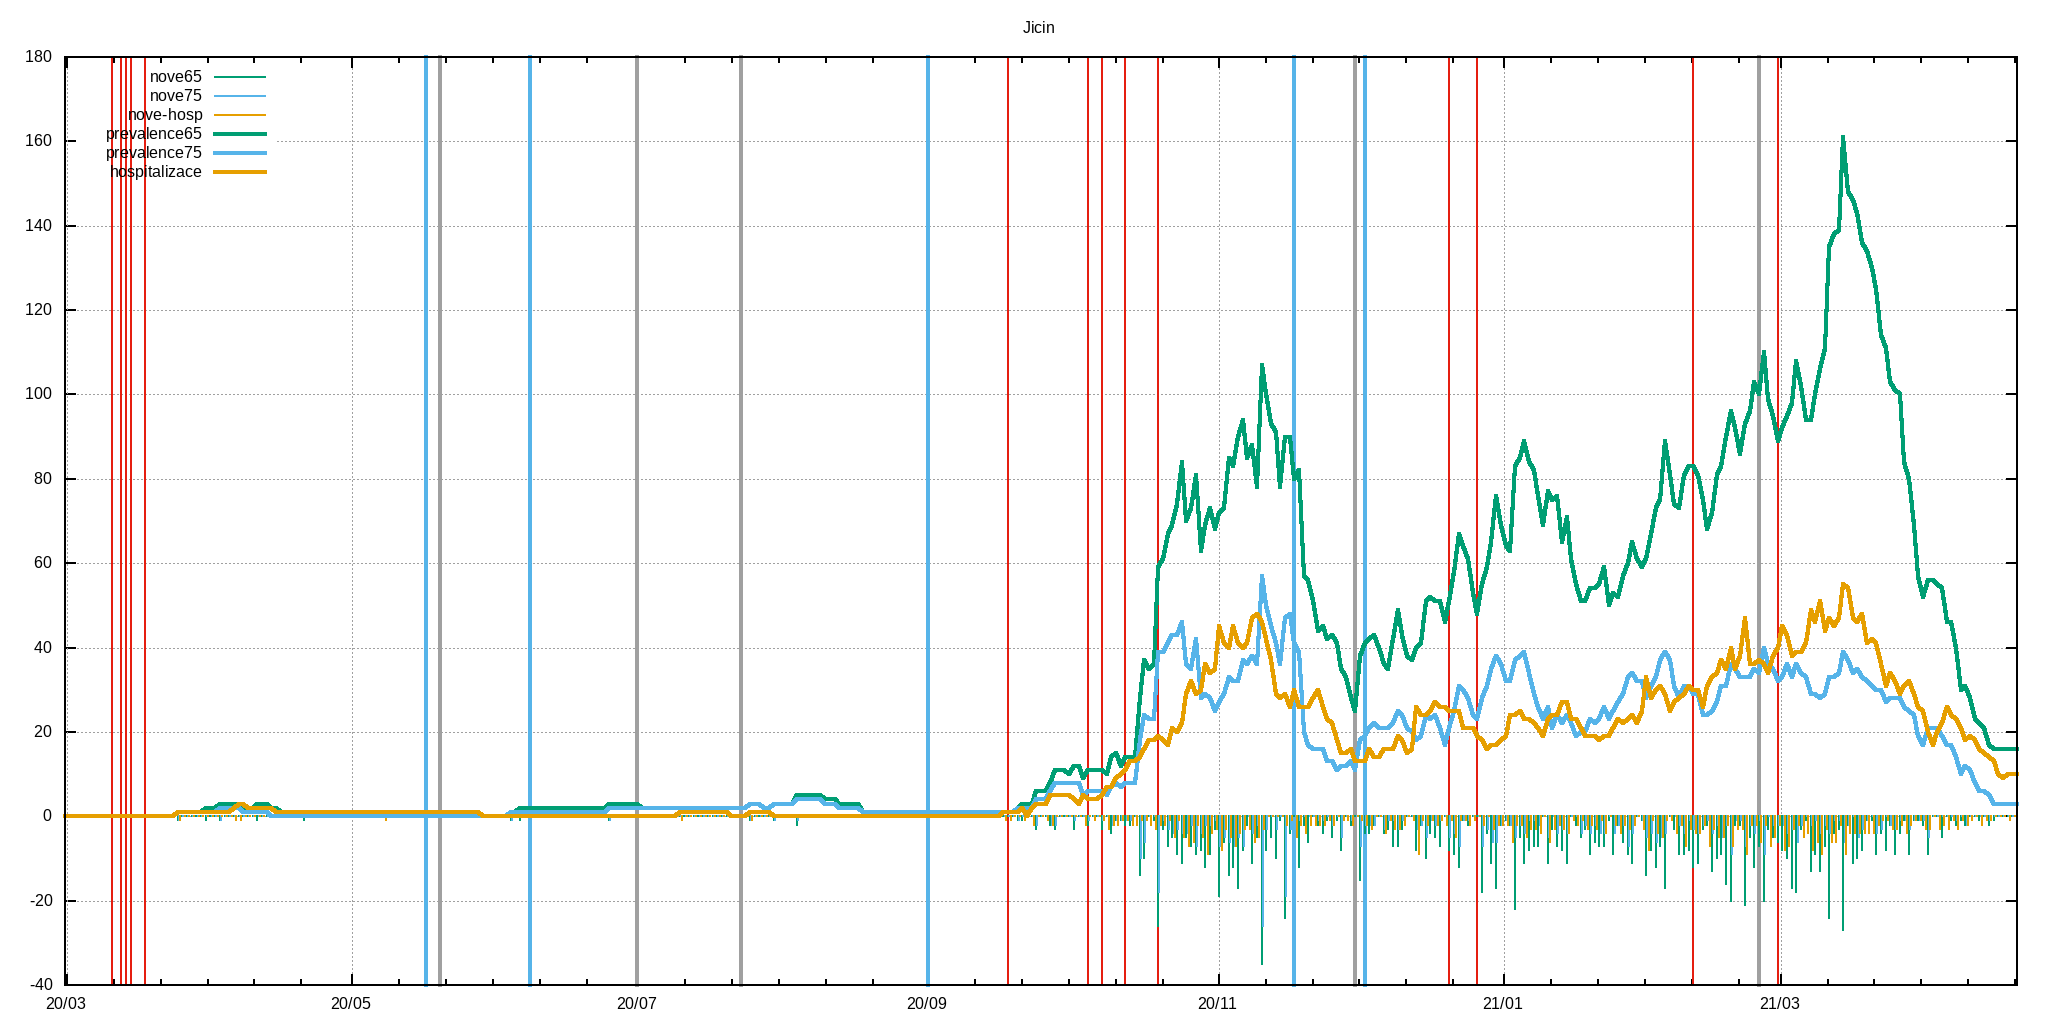 Jicin
180
160
140
120
100
80
60
40
20
0
-20
-40
nove65
nove75
nove-hosp
prevalence65
prevalence75
hospitalizace
20/03 20/05 20/07 20/09 20/11 21/01 21/03